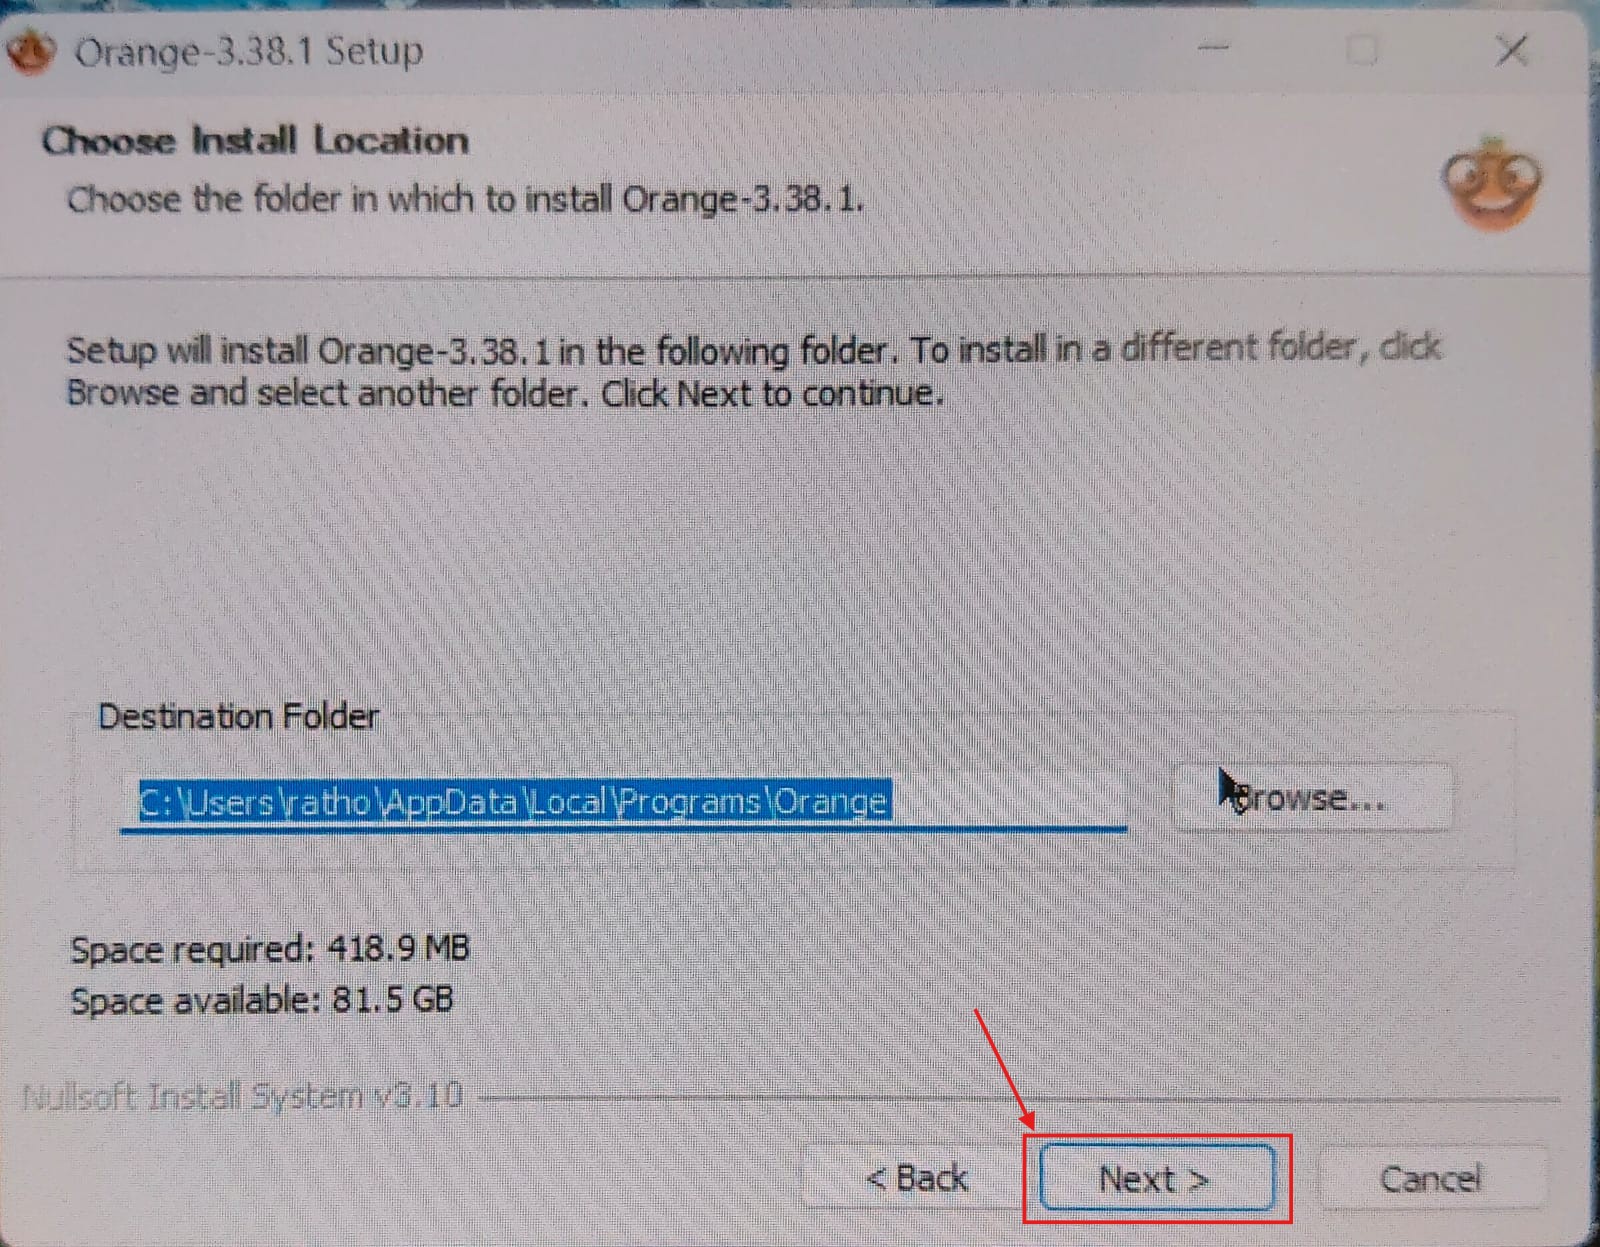 Orange-3.38.1 Setup
Choose Install Location
Choose the folder in which to install Orange-3.38.1.
Setup will install Orange-3.38.1 in the following folder. To install in a different folder, click
Browse and select another folder. Click Next to continue.
Destination Folder
C:\Users\ratho\AppData\Local\Programs\Orange
Browse...
Space required: 418.9 MB
Space available: 81.5 GB
Nullsoft Install System v3.10
< Back
Next >
Cancel